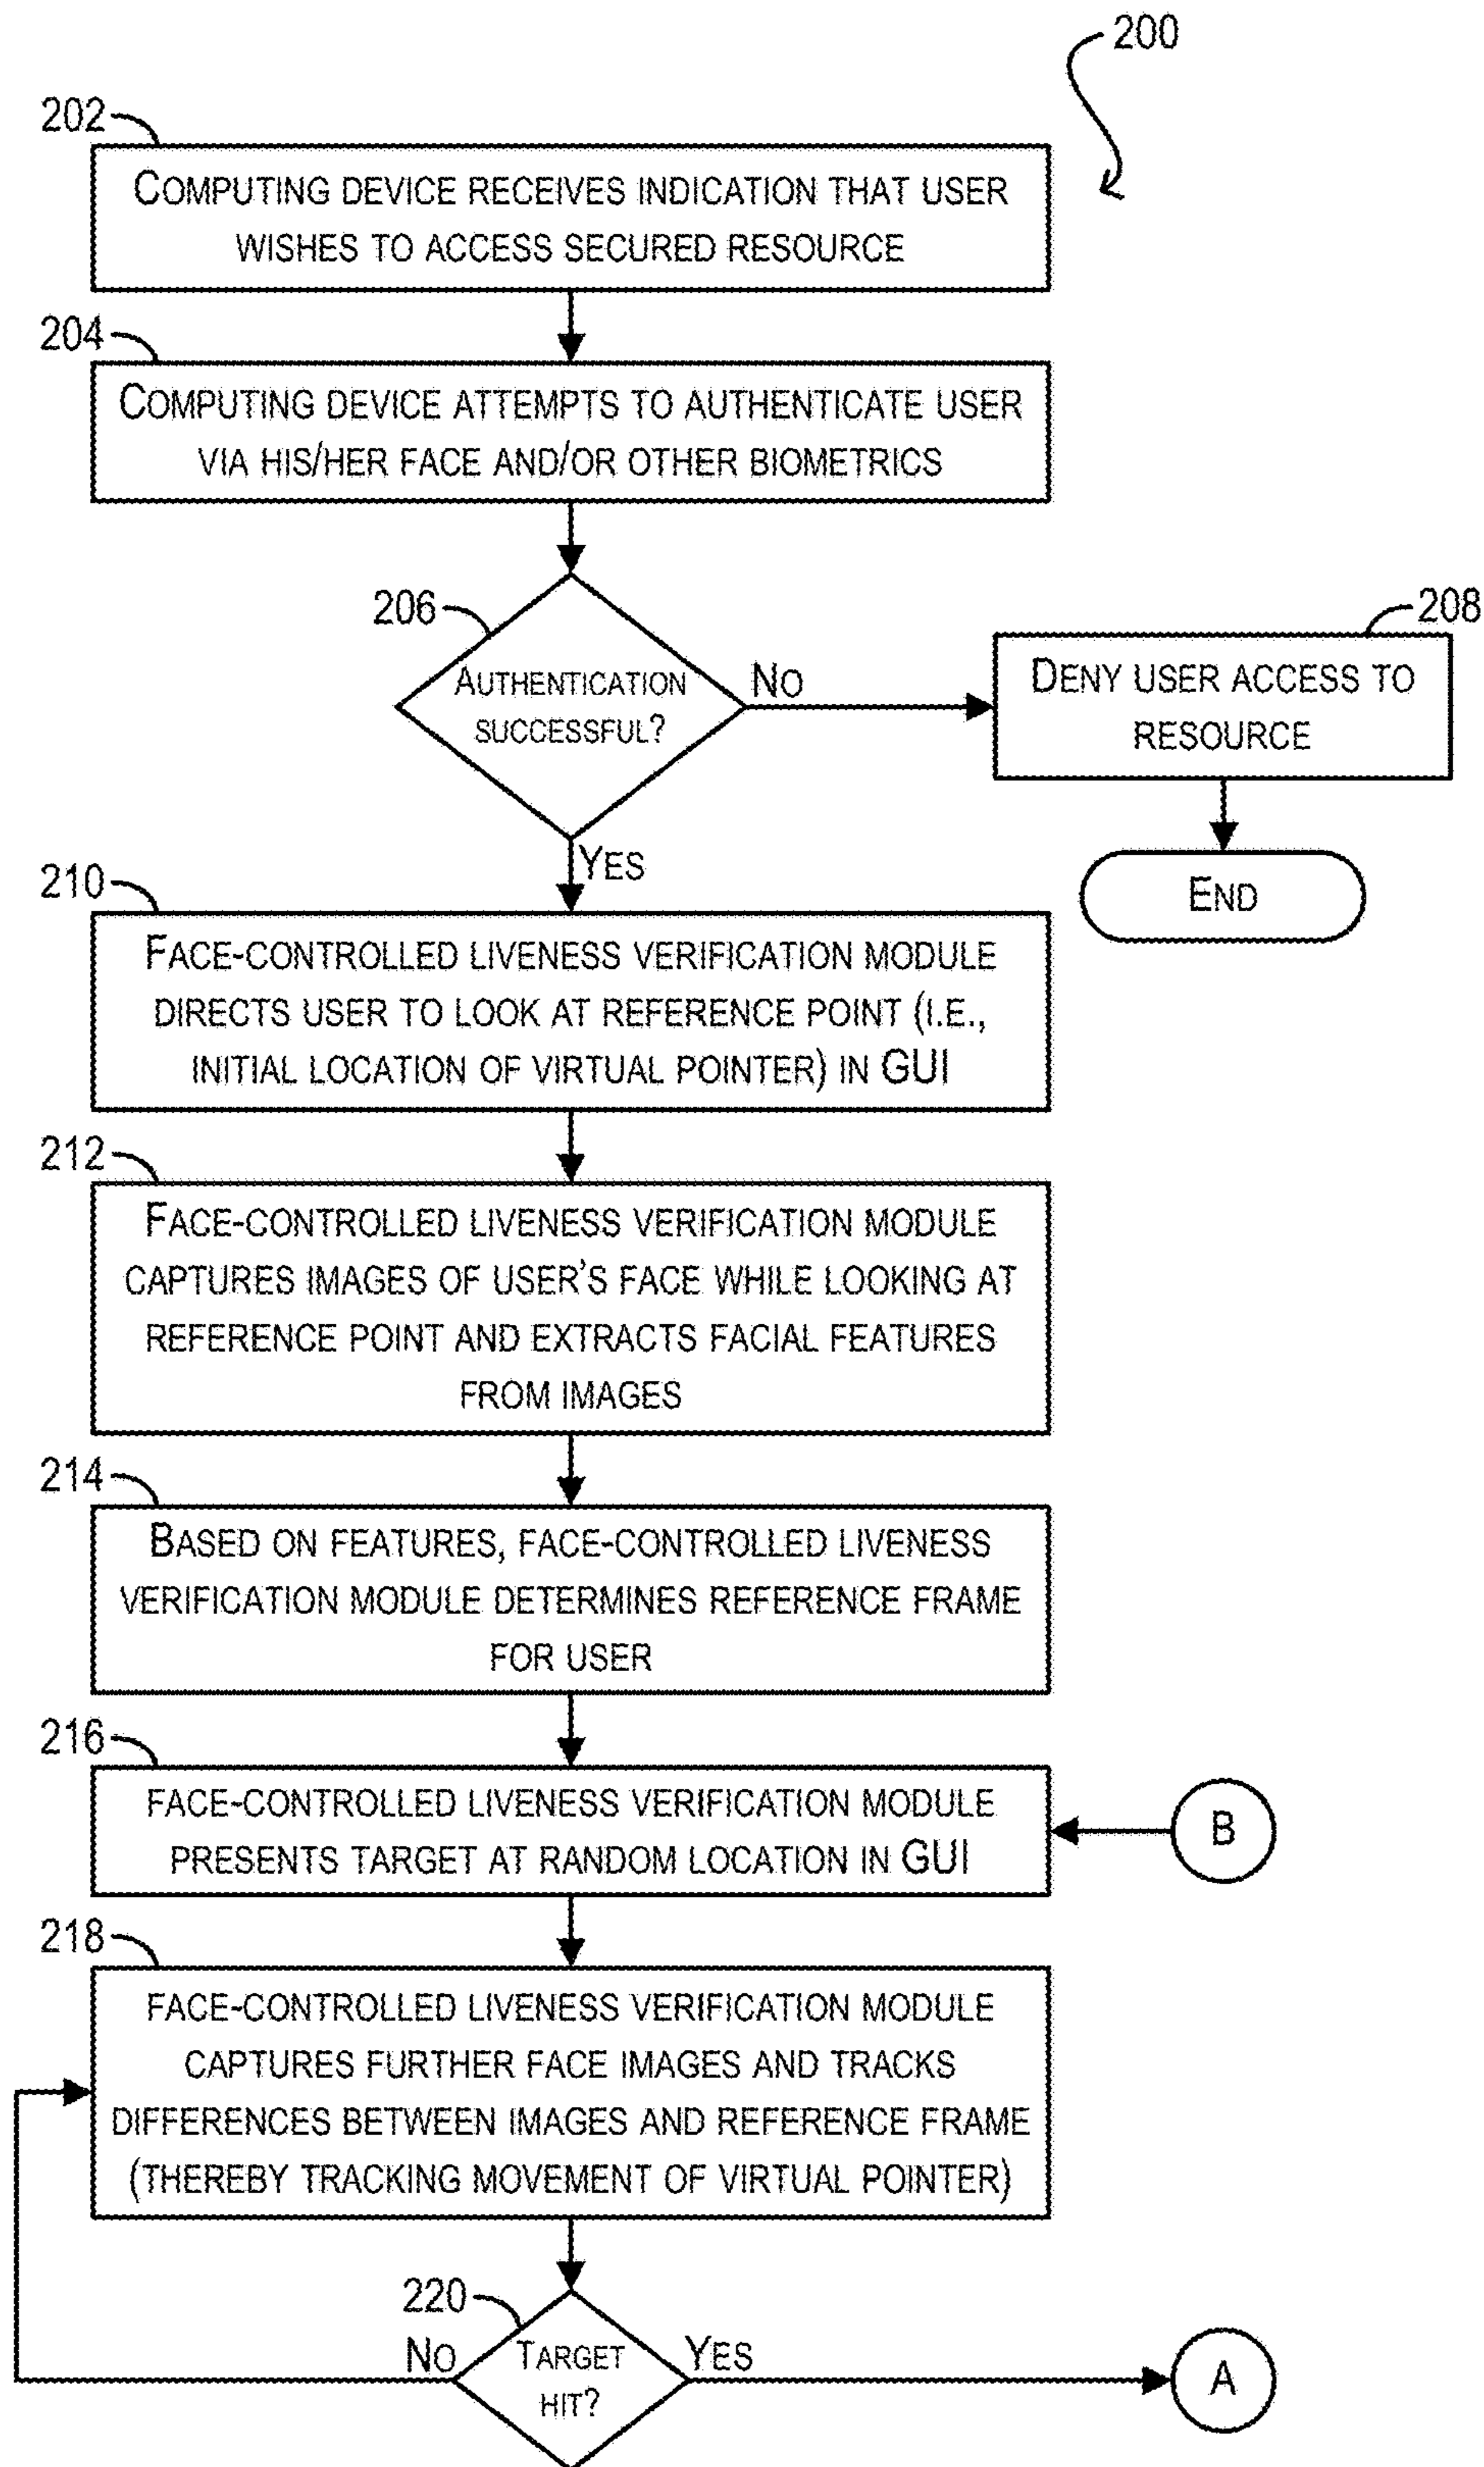 200
202
COMPUTING DEVICE RECEIVES INDICATION THAT USER
WISHES TO ACCESS SECURED RESOURCE
204
COMPUTING DEVICE ATTEMPTS TO AUTHENTICATE USER
VIA HIS/HER FACE AND/OR OTHER BIOMETRICS
206
AUTHENTICATION
SUCCESSFUL?
NO
208
DENY USER ACCESS TO
RESOURCE
END
YES
210
FACE-CONTROLLED LIVENESS VERIFICATION MODULE
DIRECTS USER TO LOOK AT REFERENCE POINT (I.E.,
INITIAL LOCATION OF VIRTUAL POINTER) IN GUI
212
FACE-CONTROLLED LIVENESS VERIFICATION MODULE
CAPTURES IMAGES OF USER'S FACE WHILE LOOKING AT
REFERENCE POINT AND EXTRACTS FACIAL FEATURES
FROM IMAGES
214
BASED ON FEATURES, FACE-CONTROLLED LIVENESS
VERIFICATION MODULE DETERMINES REFERENCE FRAME
FOR USER
216
FACE-CONTROLLED LIVENESS VERIFICATION MODULE
PRESENTS TARGET AT RANDOM LOCATION IN GUI
B
218
FACE-CONTROLLED LIVENESS VERIFICATION MODULE
CAPTURES FURTHER FACE IMAGES AND TRACKS
DIFFERENCES BETWEEN IMAGES AND REFERENCE FRAME
(THEREBY TRACKING MOVEMENT OF VIRTUAL POINTER)
220
NO
TARGET
HIT?
YES
A